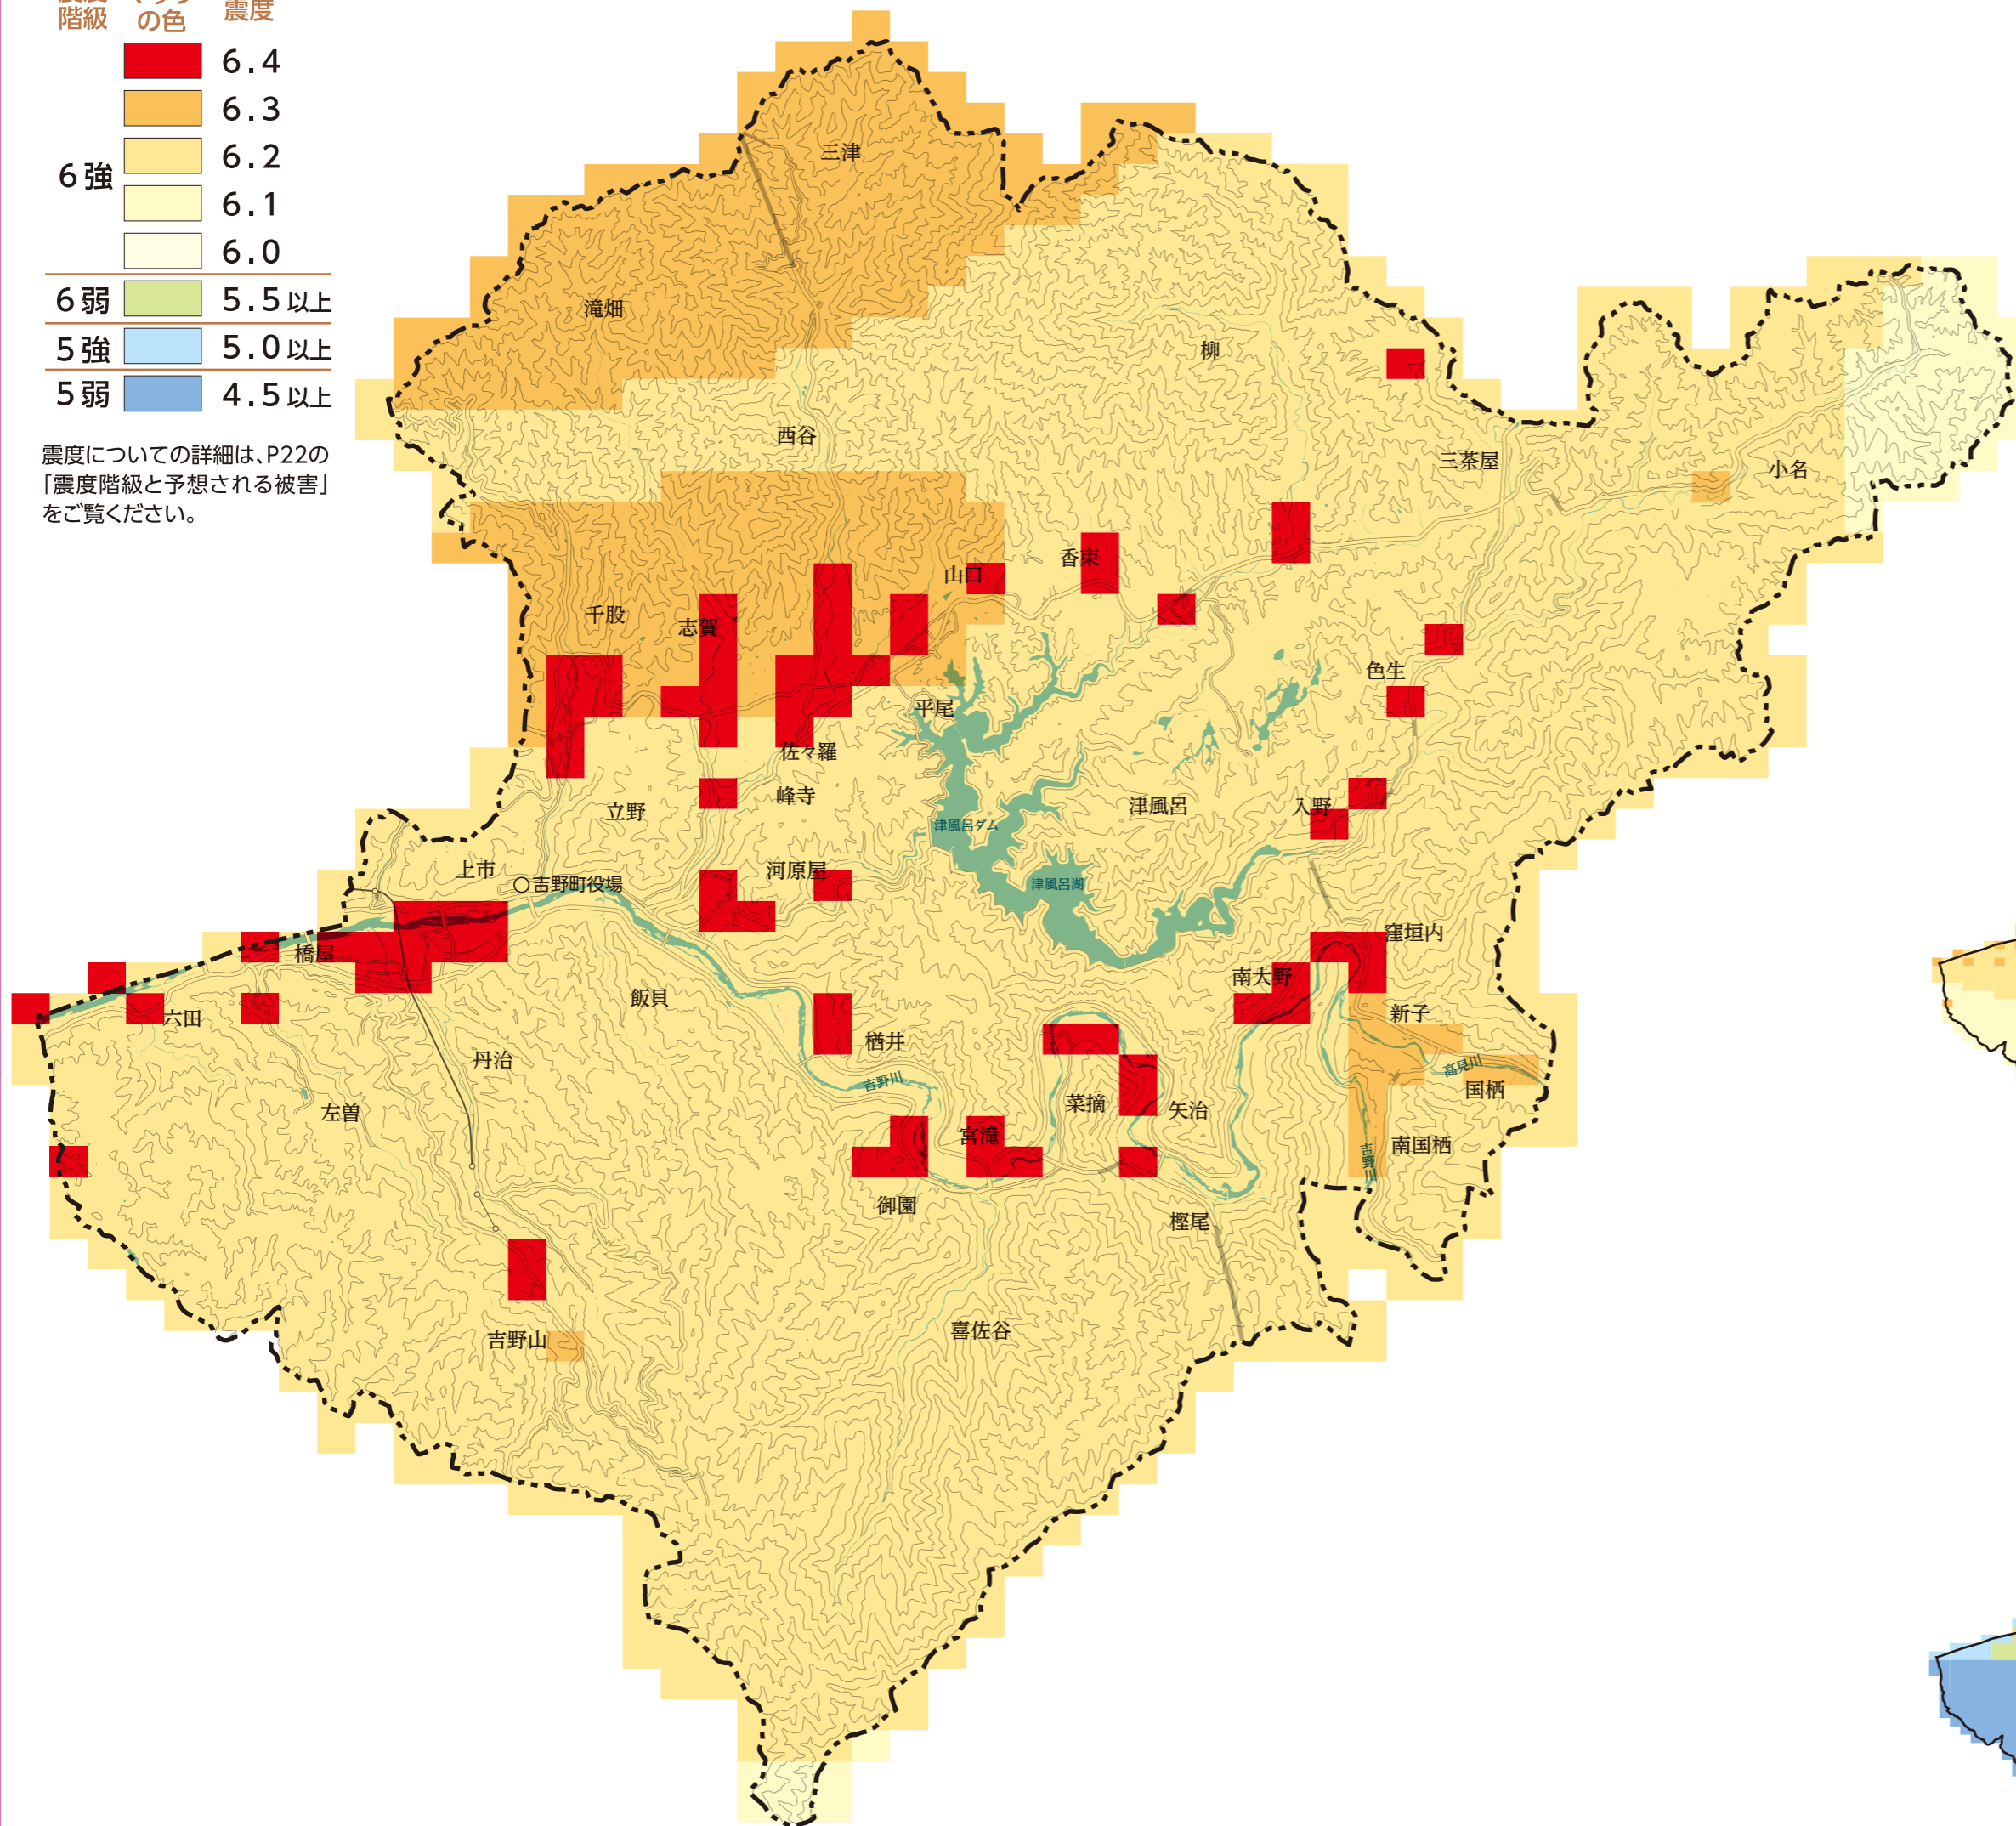 階級 の色 震度
6.4
6.3
6.2
6強
6.1
6.0
6弱 5.5以上
5強 5.0以上
5弱 4.5以上
震度についての詳細は、P22の
「震度階級と予想される被害」
をご覧ください。
三津
滝畑
柳
西谷
三茶屋
小名
香束
山口
千股
志賀
色生
平尾
佐々羅
峰寺
立野
津風呂
入野
津風呂ダム
上市
河原屋
吉野町役場
津風呂湖
窪垣内
橋屋
南大野
飯貝
六田
新子
楢井
丹治
高見川
吉野川
国栖
左曽
菜摘
矢治
宮滝
南国栖
吉野川
御園
樫尾
吉野山
喜佐谷